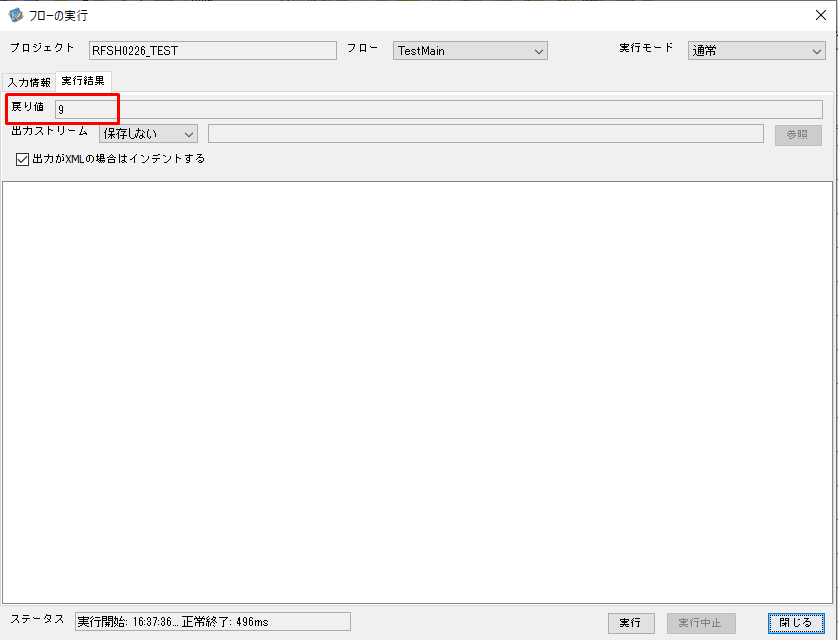 フローの実行
プロジェクト RFSH0226_TEST フロー TestMain 実行モード 通常
入力情報 実行結果
戻り値 9
出力ストリーム 保存しない 参照
出力がXMLの場合はインデントする
ステータス 実行開始: 16:37:36... 正常終了: 496ms 実行 実行中止 閉じる